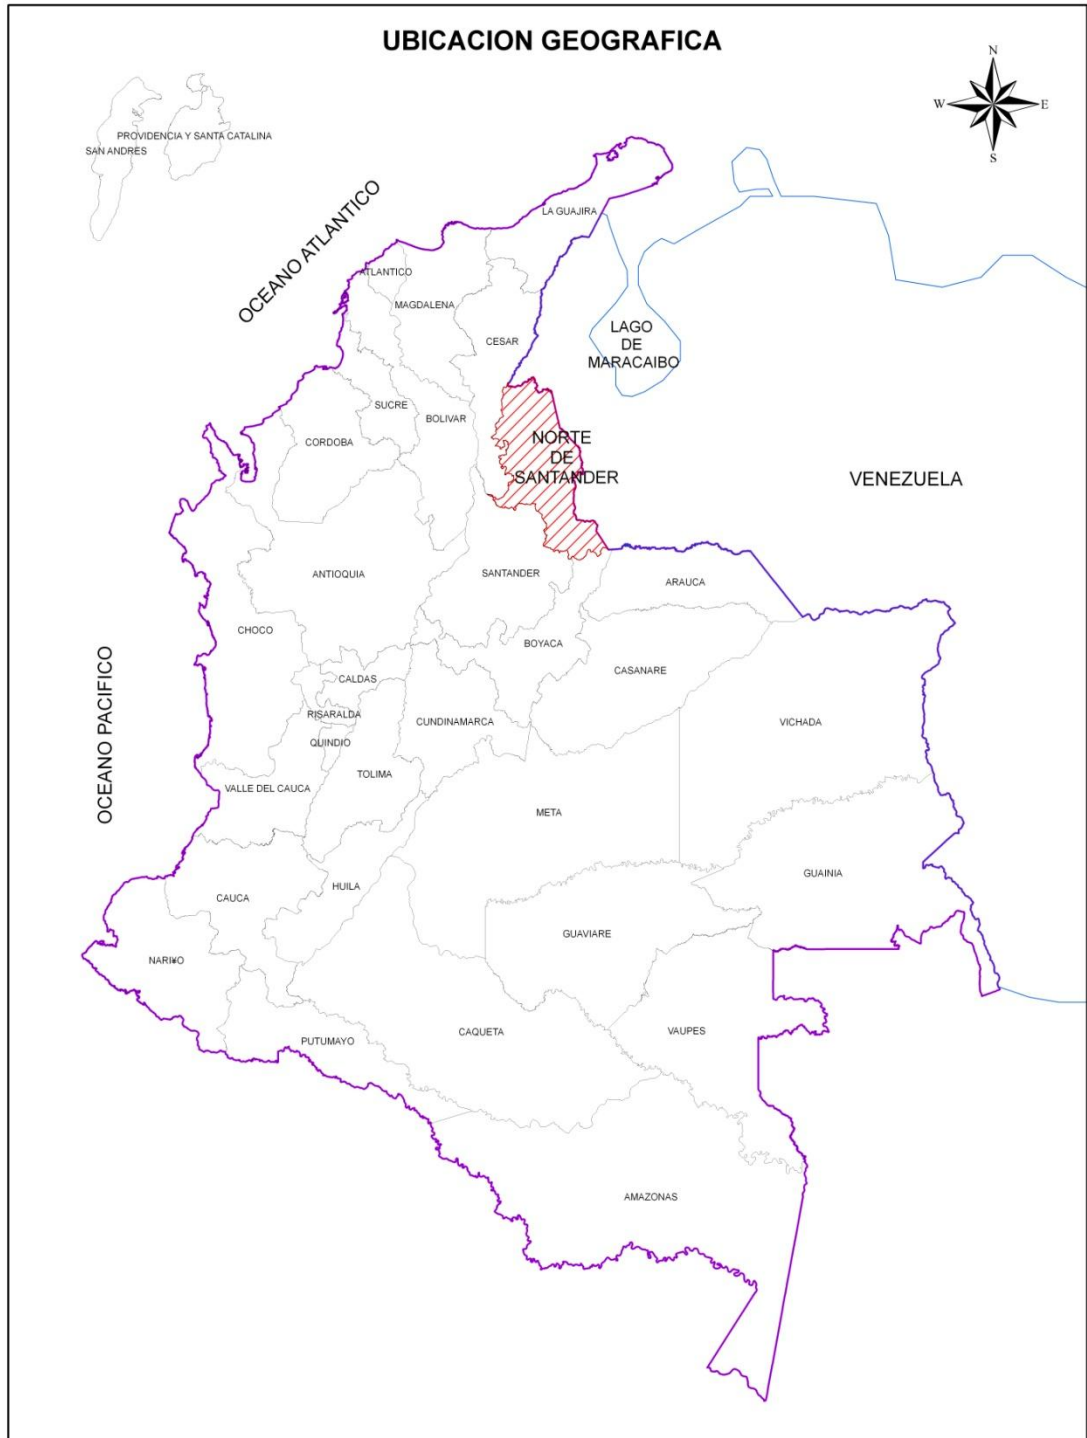 UBICACION GEOGRAFICA
N
W
E
S
PROVIDENCIA Y SANTA CATALINA
SAN ANDRES
OCEANO ATLANTICO
LA GUAJIRA
ATLANTICO
MAGDALENA
CESAR
LAGO
DE
MARACAIBO
SUCRE
BOLIVAR
CORDOBA
NORTE
DE
SANTANDER
VENEZUELA
ANTIOQUIA
SANTANDER
ARAUCA
CHOCO
BOYACA
CASANARE
OCEANO PACIFICO
CALDAS
RISARALDA
CUNDINAMARCA
VICHADA
QUINDIO
TOLIMA
VALLE DEL CAUCA
META
GUAINIA
HUILA
CAUCA
GUAVIARE
NARI¥O
CAQUETA
VAUPES
PUTUMAYO
AMAZONAS